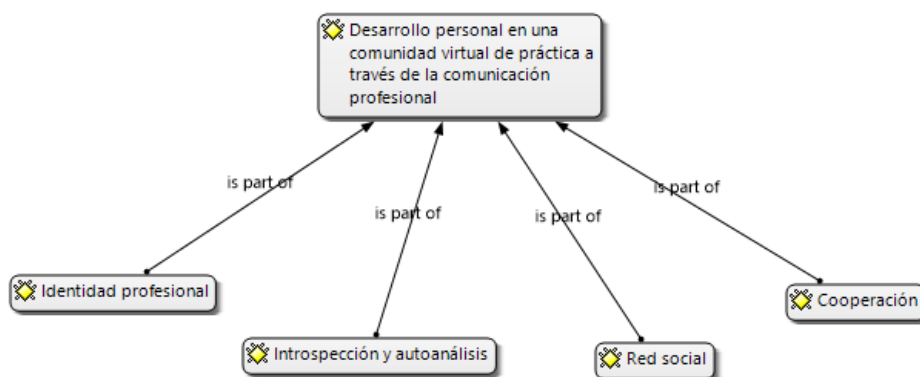 Desarrollo personal en una
comunidad virtual de práctica a
través de la comunicación
profesional
is part of
is part of
is part of
is part of
Identidad profesional
Cooperación
Introspección y autoanálisis
Red social